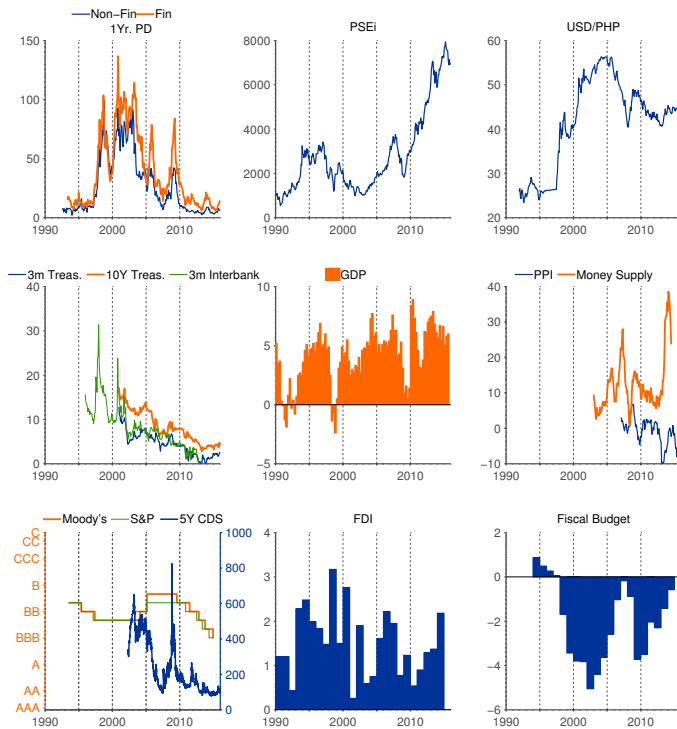 Non−Fin Fin
1Yr. PD
150
100
50
0
1990 2000 2010
PSEi
8000
6000
4000
2000
0
1990 2000 2010
USD/PHP
60
50
40
30
20
1990 2000 2010
3m Treas. 10Y Treas. 3m Interbank
40
30
20
10
0
1990 2000 2010
GDP
10
5
0
−5
1990 2000 2010
PPI Money Supply
40
30
20
10
0
−10
1990 2000 2010
Moody's S&P 5Y CDS
C
CC
CCC
B
BB
BBB
A
AA
AAA
1000
800
600
400
200
0
1990 2000 2010
FDI
4
3
2
1
0
1990 2000 2010
Fiscal Budget
2
0
−2
−4
−6
1990 2000 2010